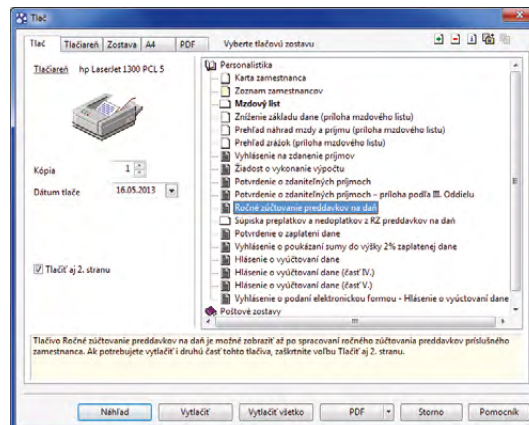 Tlač
Tlač Tlačiareň Zostava A4 PDF Vyberte tlačovú zostavu
Tlačiareň hp LaserJet 1300 PCL 5
Kópia 1
Dátum tlače 16.05.2013
Tlačiť aj 2. stranu
Personalistika
Karta zamestnanca
Zoznam zamestnancov
Mzdový list
Zníženie základu dane (príloha mzdového listu)
Prehľad náhrad mzdy a príjmu (príloha mzdového listu)
Prehľad zrážok (príloha mzdového listu)
Vyhlásenie na zdanenie príjmov
Žiadosť o vykonanie výpočtu
Potvrdenie o zdaniteľných príjmoch
Potvrdenie o zdaniteľných príjmoch – príloha podľa III. Oddielu
Ročné zúčtovanie preddavkov na daň
Súpiska preplatkov a nedoplatkov z RZ preddavkov na daň
Potvrdenie o zaplatení dane
Vyhlásenie o poukázaní sumy do výšky 2% zaplatenej dane
Hlásenie o vyúčtovaní dane
Hlásenie o vyúčtovaní dane (časť IV.)
Hlásenie o vyúčtovaní dane (časť V.)
Vyhlásenie o podaní elektronickou formou - Hlásenie o vyúctovaní dane
Poštové zostavy
Tlačivo Ročné zúčtovanie preddavkov na daň je možné zobraziť až po spracovaní ročného zúčtovania preddavkov príslušného
zamestnanca. Ak potrebujete vytlačiť i druhú časť tohto tlačiva, zaškrtnite voľbu Tlačiť aj 2. stranu.
Náhľad Vytlačiť Vytlačiť všetko PDF Storno Pomocník